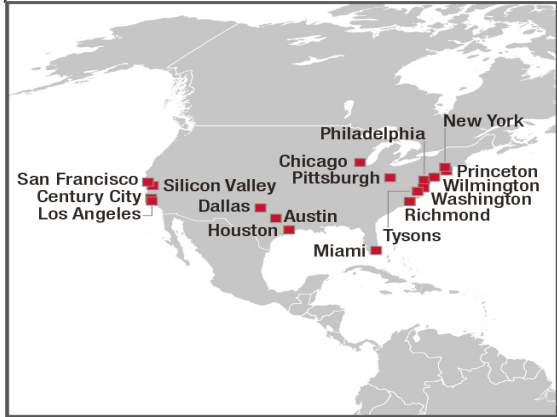 New York
Philadelphia
Chicago
Pittsburgh
Princeton
Wilmington
Washington
Richmond
Tysons
San Francisco
Silicon Valley
Century City
Los Angeles
Dallas
Austin
Houston
Miami